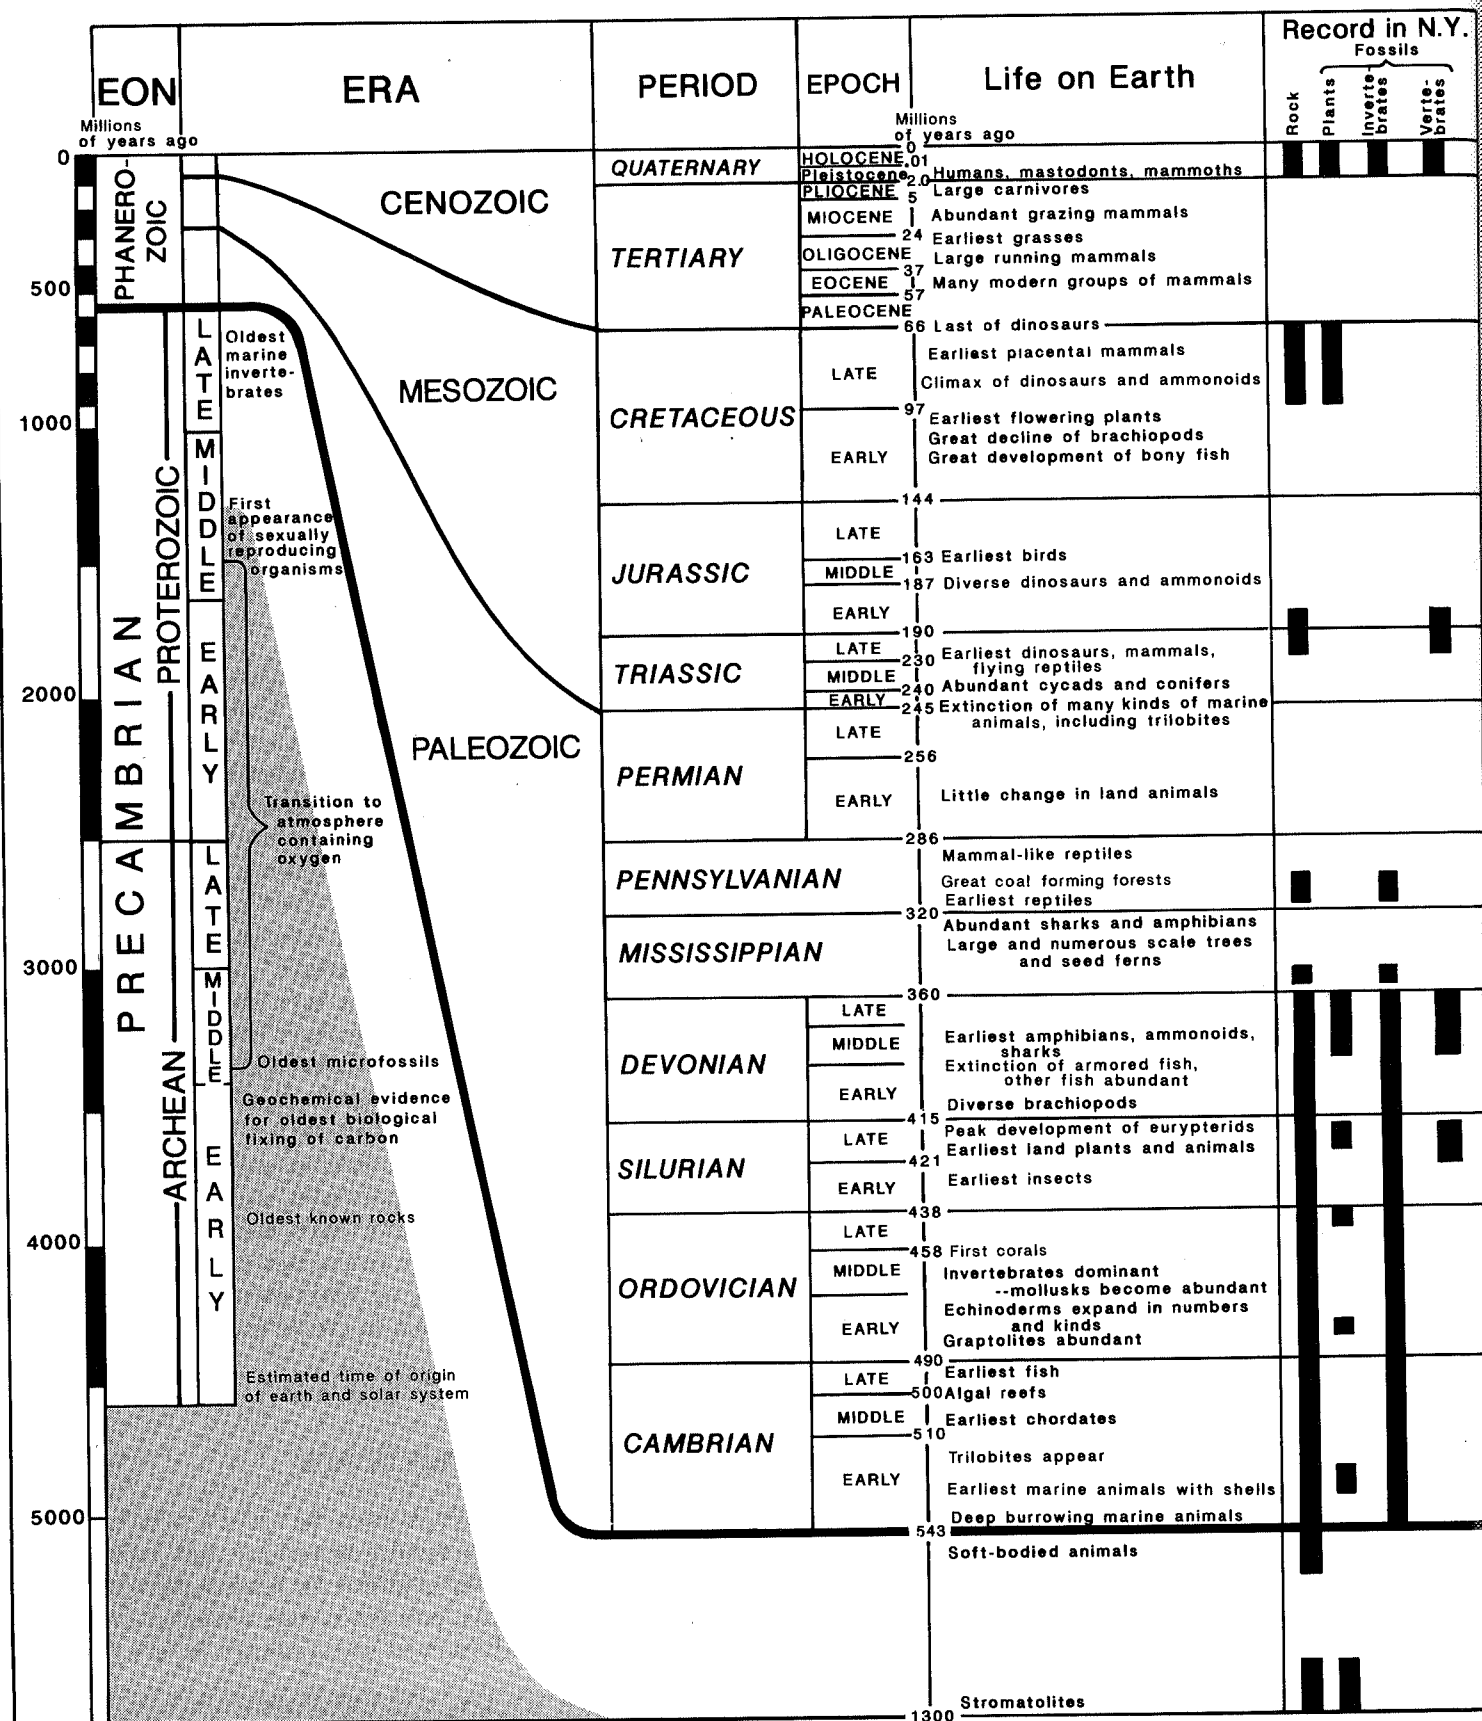 Record in N.Y.
Fossils
EON
ERA
PERIOD
EPOCH
Life on Earth
Rock
Plants
Inverte-
brates
Verte-
brates
Millions
of years ago
Millions
of years ago
0
500
1000
2000
3000
4000
5000
PHANERO-
ZOIC
PRECAMBRIAN
PROTEROZOIC
ARCHEAN
LATE
MIDDLE
EARLY
LATE
MIDDLE
EARLY
Oldest
marine
inverte-
brates
First
appearance
of sexually
reproducing
organisms
Transition to
atmosphere
containing
oxygen
Oldest microfossils
Geochemical evidence
for oldest biological
fixing of carbon
Oldest known rocks
Estimated time of origin
of earth and solar system
CENOZOIC
MESOZOIC
PALEOZOIC
0
QUATERNARY
HOLOCENE .01
Pleistocene 2.0 Humans, mastodonts, mammoths
TERTIARY
PLIOCENE 5 Large carnivores
MIOCENE Abundant grazing mammals
24 Earliest grasses
OLIGOCENE Large running mammals
37
EOCENE Many modern groups of mammals
57
PALEOCENE
66 Last of dinosaurs
CRETACEOUS
LATE Earliest placental mammals
Climax of dinosaurs and ammonoids
97 Earliest flowering plants
Great decline of brachiopods
EARLY Great development of bony fish
144
JURASSIC
LATE
163 Earliest birds
MIDDLE
187 Diverse dinosaurs and ammonoids
EARLY
190
TRIASSIC
LATE Earliest dinosaurs, mammals,
230 flying reptiles
MIDDLE
240 Abundant cycads and conifers
EARLY
245 Extinction of many kinds of marine
animals, including trilobites
PERMIAN
LATE
256
EARLY Little change in land animals
286
Mammal-like reptiles
PENNSYLVANIAN Great coal forming forests
Earliest reptiles
320
Abundant sharks and amphibians
MISSISSIPPIAN Large and numerous scale trees
and seed ferns
360
DEVONIAN
LATE
MIDDLE Earliest amphibians, ammonoids,
sharks
Extinction of armored fish,
other fish abundant
EARLY Diverse brachiopods
415
SILURIAN
Peak development of eurypterids
LATE Earliest land plants and animals
421
EARLY Earliest insects
438
ORDOVICIAN
LATE
458 First corals
MIDDLE Invertebrates dominant
--mollusks become abundant
Echinoderms expand in numbers
and kinds
EARLY Graptolites abundant
490
CAMBRIAN
LATE Earliest fish
500 Algal reefs
MIDDLE Earliest chordates
510
Trilobites appear
EARLY Earliest marine animals with shells
Deep burrowing marine animals
543
Soft-bodied animals
Stromatolites
1300